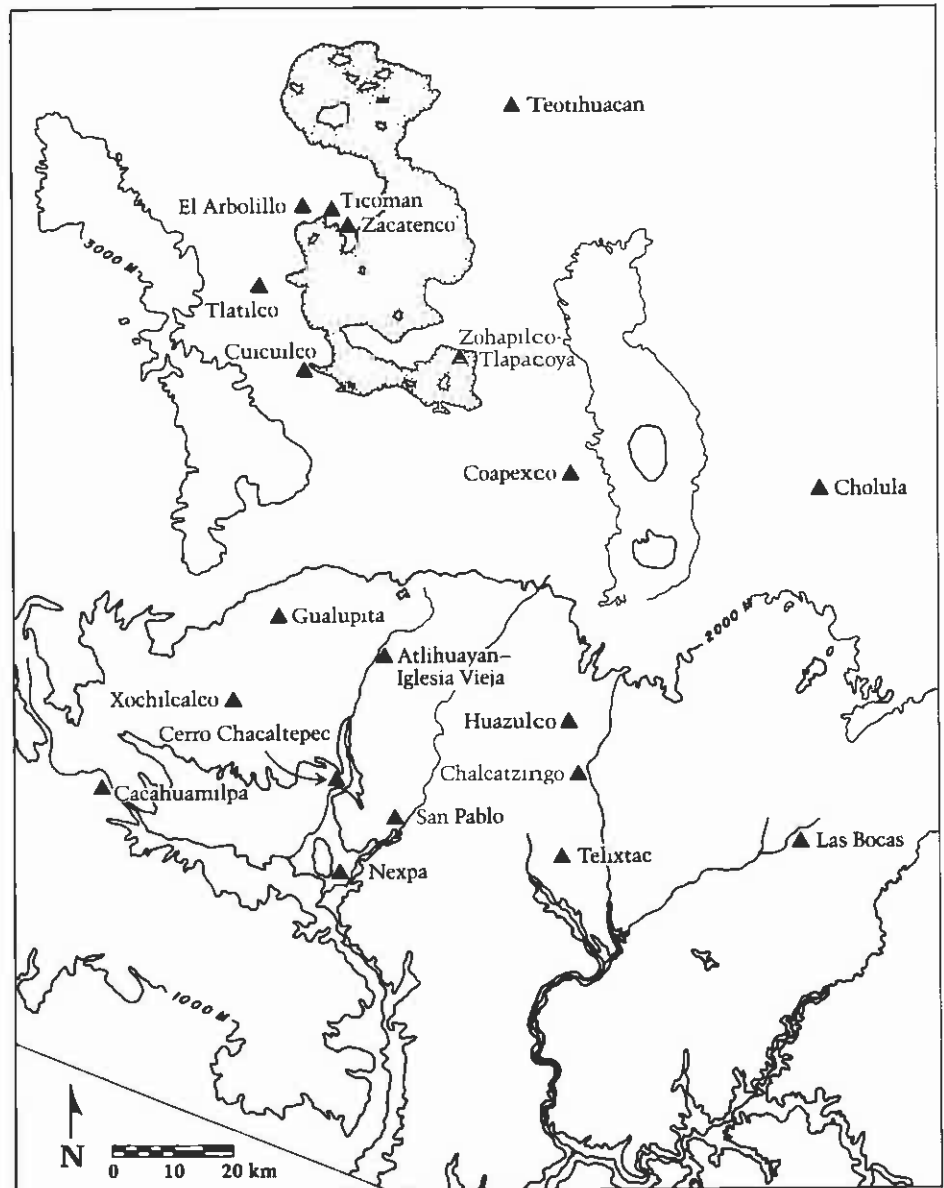 Teotihuacan
El Arbolillo
Ticoman
Zacatenco
3000 M
Tlatilco
Zohapilco-
Tlapacoya
Cuicuilco
Coapexco
Cholula
Gualupita
2000 M
Atlihuayan–
Iglesia Vieja
Xochilcalco
Huazulco
Cerro Chacaltepec
Chalcatzingo
Cacahuamilpa
San Pablo
Las Bocas
Telixtac
Nexpa
1000 M
N
0 10 20 km